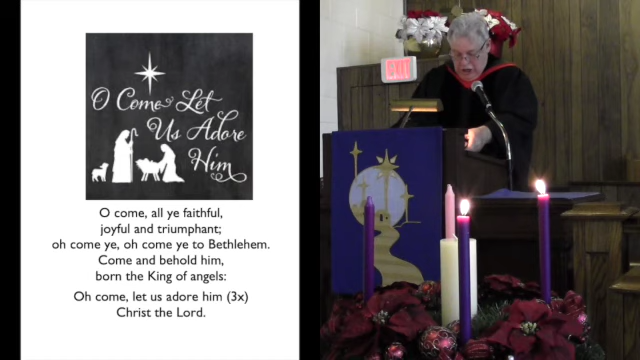 O Come Let
Us Adore
Him
O come, all ye faithful,
joyful and triumphant;
oh come ye, oh come ye to Bethlehem.
Come and behold him,
born the King of angels:
Oh come, let us adore him (3x)
Christ the Lord.
EXIT